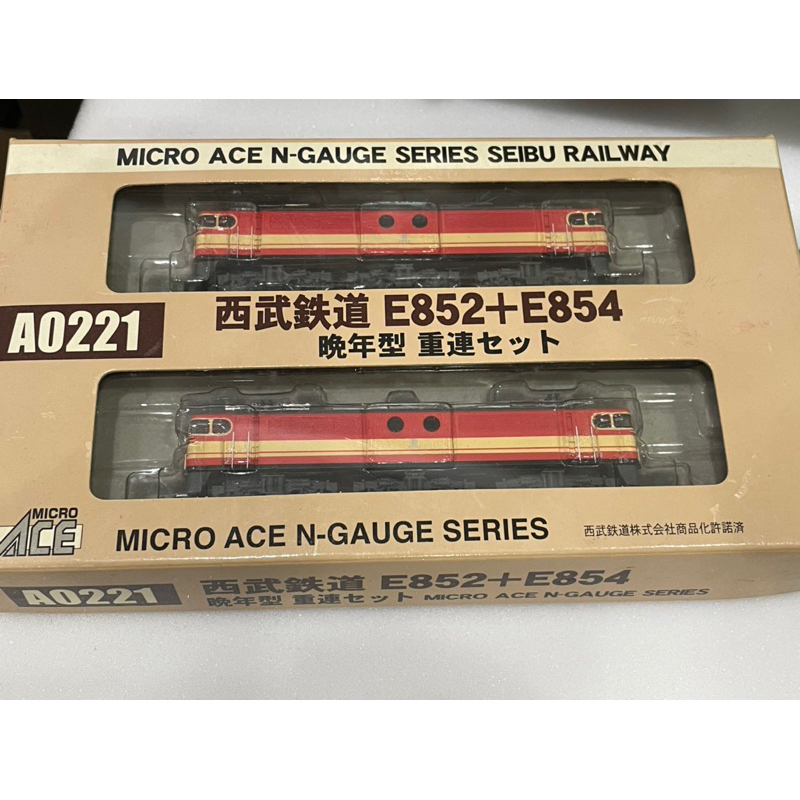 MICRO ACE N-GAUGE SERIES SEIBU RAILWAY
A0221
西武鉄道 E852+E854
晩年型 重連セット
MICRO ACE
MICRO ACE N-GAUGE SERIES
西武鉄道株式会社商品化許諾済
A0221
西武鉄道 E852+E854
晩年型 重連セット MICRO ACE N-GAUGE SERIES